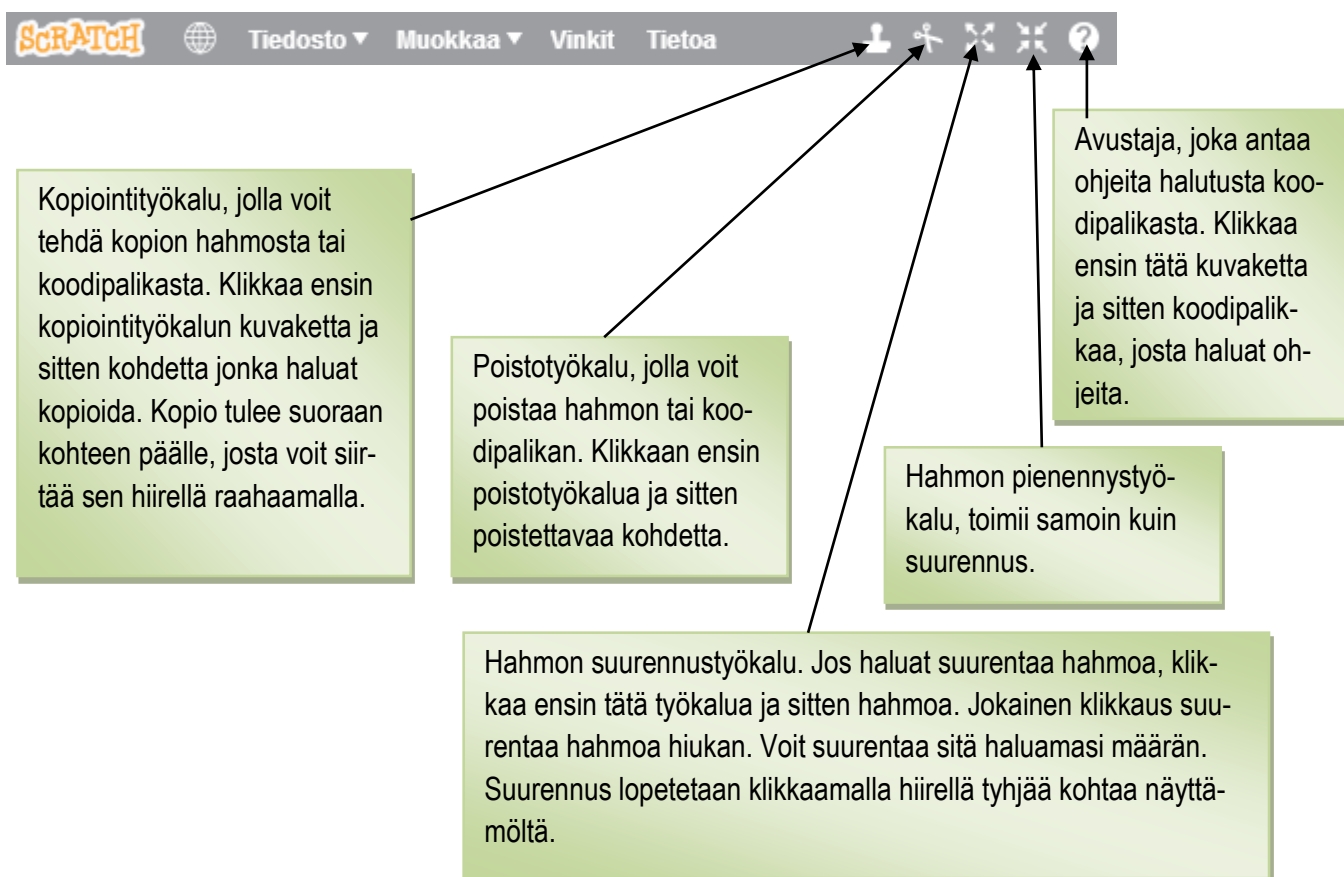 SCRATCH Tiedosto Muokkaa Vinkit Tietoa ?
Avustaja, joka antaa
ohjeita halutusta koo-
dipalikasta. Klikkaa
ensin tätä kuvaketta
ja sitten koodipalik-
kaa, josta haluat oh-
jeita.
Kopiointityökalu, jolla voit
tehdä kopion hahmosta tai
koodipalikasta. Klikkaa ensin
kopiointityökalun kuvaketta ja
sitten kohdetta jonka haluat
kopioida. Kopio tulee suoraan
kohteen päälle, josta voit siir-
tää sen hiirellä raahaamalla.
Poistotyökalu, jolla voit
poistaa hahmon tai koo-
dipalikan. Klikkaan ensin
poistotyökalua ja sitten
poistettavaa kohdetta.
Hahmon pienennystyö-
kalu, toimii samoin kuin
suurennus.
Hahmon suurennustyökalu. Jos haluat suurentaa hahmoa, klik-
kaa ensin tätä työkalua ja sitten hahmoa. Jokainen klikkaus suu-
rentaa hahmoa hiukan. Voit suurentaa sitä haluamasi määrän.
Suurennus lopetetaan klikkaamalla hiirellä tyhjää kohtaa näyttä-
möltä.